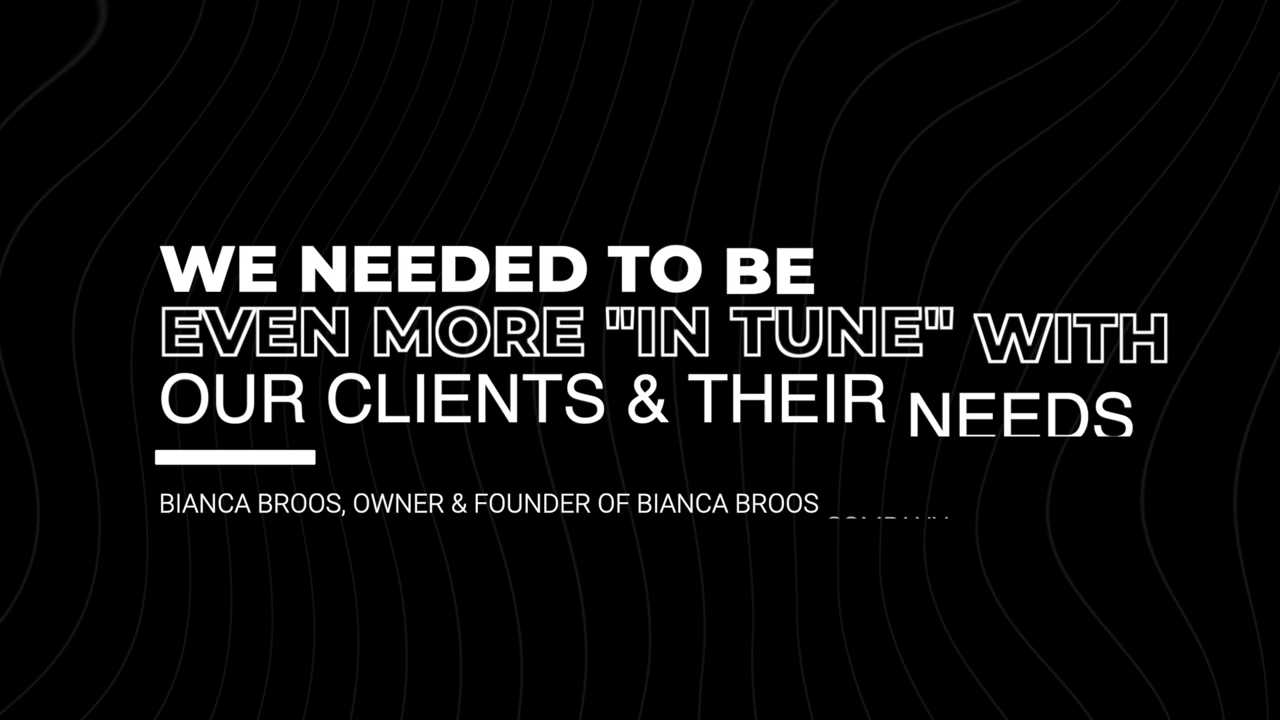 WE NEEDED TO BE
EVEN MORE "IN TUNE" WITH
OUR CLIENTS & THEIR NEEDS
BIANCA BROOS, OWNER & FOUNDER OF BIANCA BROOS